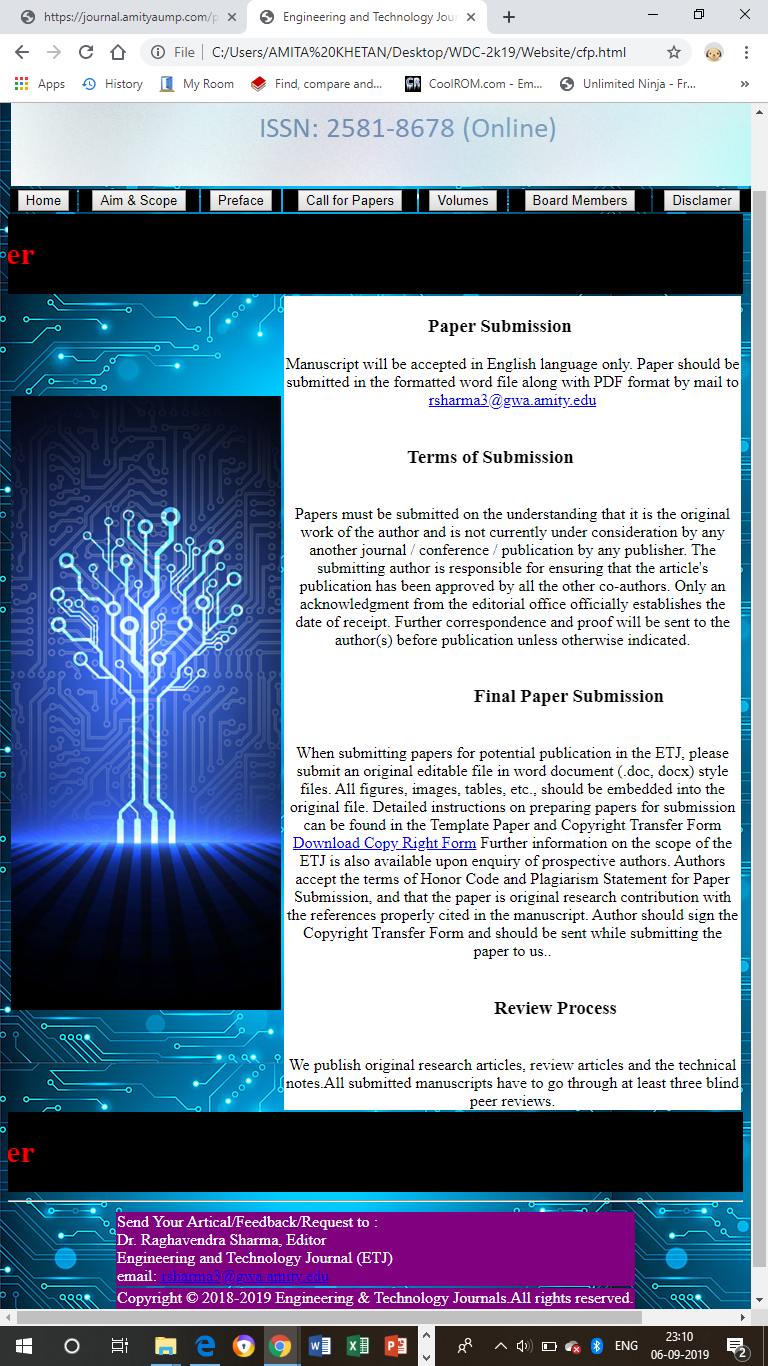 https://journal.amityaump.com/p
Engineering and Technology Jour
File
C:/Users/AMITA%20KHETAN/Desktop/WDC-2k19/Website/cfp.html
Apps
History
My Room
Find, compare and...
CoolROM.com - Em...
Unlimited Ninja - Fr...
»
ISSN: 2581-8678 (Online)
Home
Aim & Scope
Preface
Call for Papers
Volumes
Board Members
Disclamer
er
Paper Submission
Manuscript will be accepted in English language only. Paper should be
submitted in the formatted word file along with PDF format by mail to
rsharma3@gwa.amity.edu
Terms of Submission
Papers must be submitted on the understanding that it is the original
work of the author and is not currently under consideration by any
another journal / conference / publication by any publisher. The
submitting author is responsible for ensuring that the article's
publication has been approved by all the other co-authors. Only an
acknowledgment from the editorial office officially establishes the
date of receipt. Further correspondence and proof will be sent to the
author(s) before publication unless otherwise indicated.
Final Paper Submission
When submitting papers for potential publication in the ETJ, please
submit an original editable file in word document (.doc, docx) style
files. All figures, images, tables, etc., should be embedded into the
original file. Detailed instructions on preparing papers for submission
can be found in the Template Paper and Copyright Transfer Form
Download Copy Right Form Further information on the scope of the
ETJ is also available upon enquiry of prospective authors. Authors
accept the terms of Honor Code and Plagiarism Statement for Paper
Submission, and that the paper is original research contribution with
the references properly cited in the manuscript. Author should sign the
Copyright Transfer Form and should be sent while submitting the
paper to us..
Review Process
We publish original research articles, review articles and the technical
notes.All submitted manuscripts have to go through at least three blind
peer reviews.
er
Send Your Artical/Feedback/Request to :
Dr. Raghavendra Sharma, Editor
Engineering and Technology Journal (ETJ)
email: rsharma3@gwa.amity.edu
Copyright © 2018-2019 Engineering & Technology Journals.All rights reserved.
ENG
23:10
06-09-2019
2